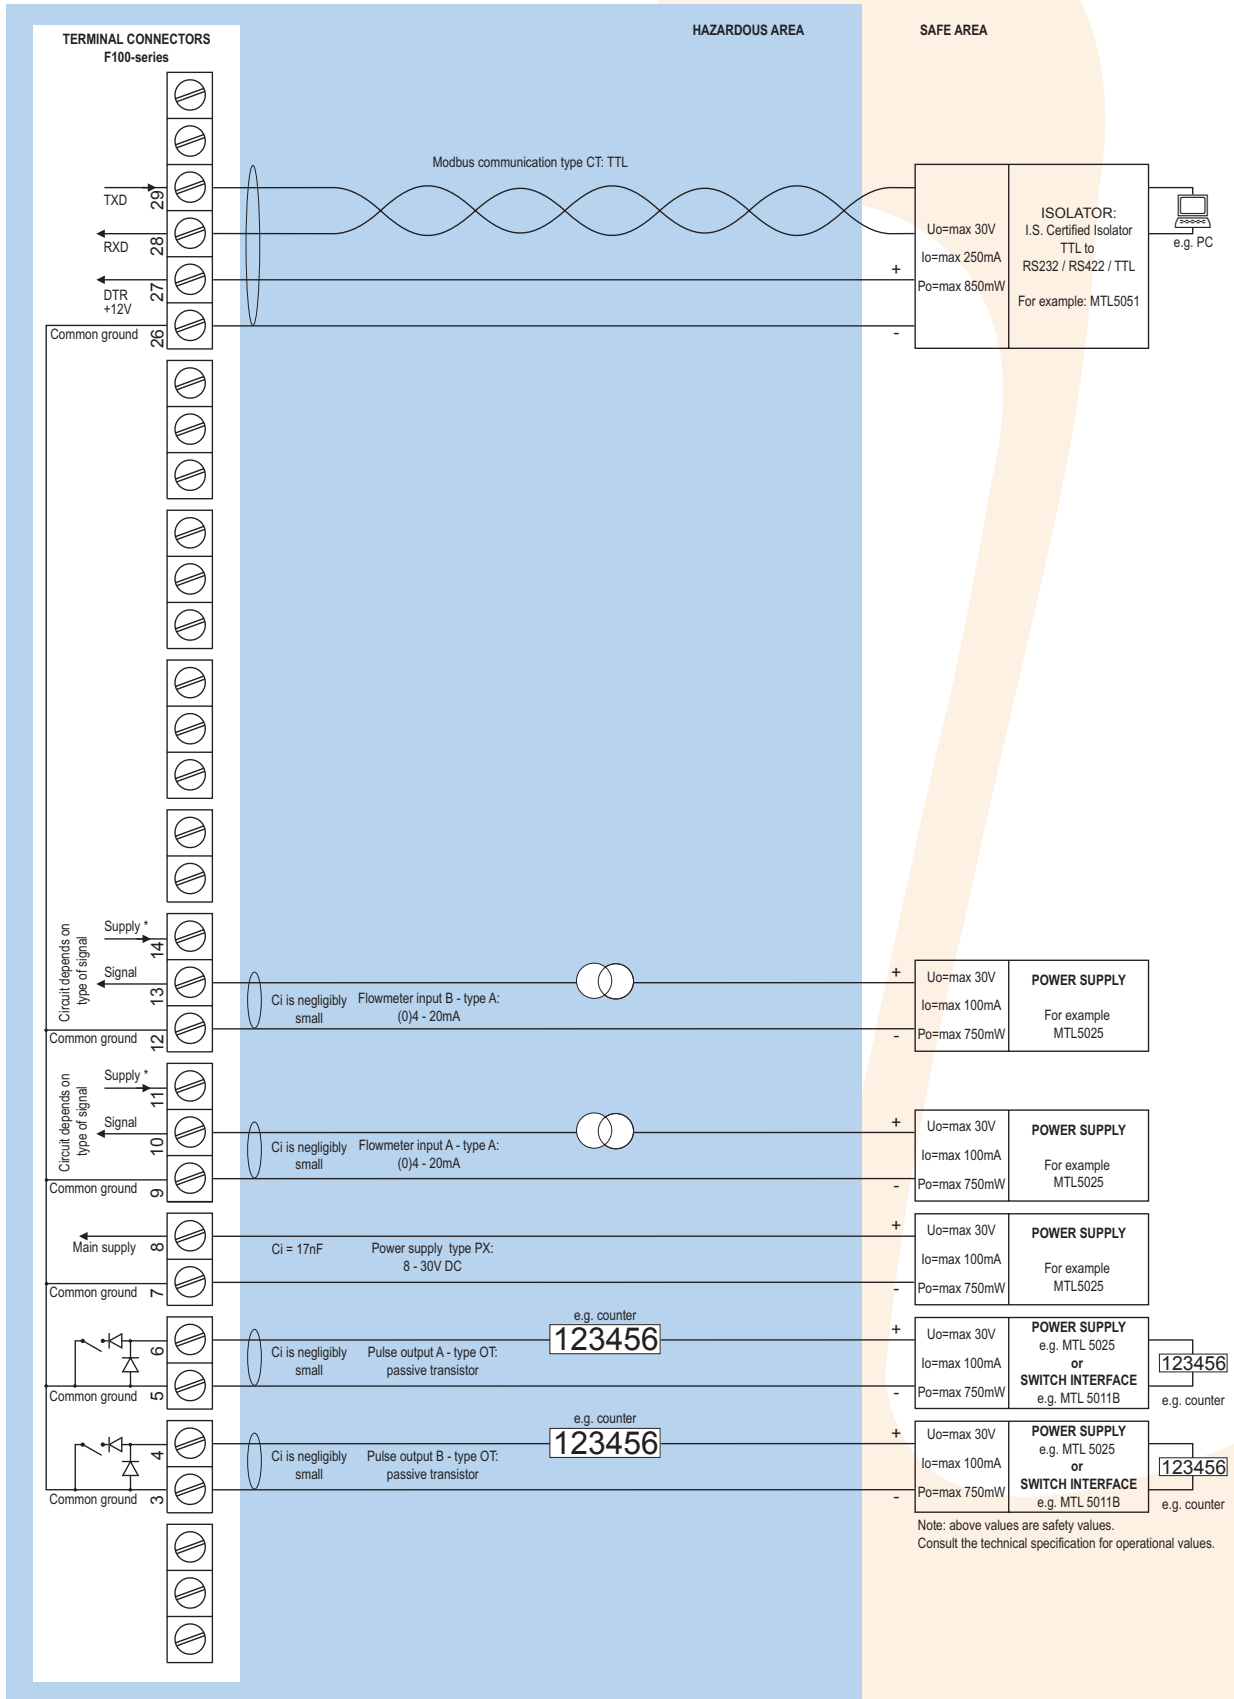 TERMINAL CONNECTORS
F100-series
HAZARDOUS AREA
SAFE AREA
Modbus communication type CT: TTL
TXD
29
RXD
28
DTR
+12V
27
Common ground
26
+
-
Uo=max 30V
Io=max 250mA
Po=max 850mW
ISOLATOR:
I.S. Certified Isolator
TTL to
RS232 / RS422 / TTL
For example: MTL5051
e.g. PC
Circuit depends on
type of signal
Supply *
14
Signal
13
Common ground
12
Ci is negligibly
small
Flowmeter input B - type A:
(0)4 - 20mA
+
-
Uo=max 30V
Io=max 100mA
Po=max 750mW
POWER SUPPLY
For example
MTL5025
Circuit depends on
type of signal
Supply *
11
Signal
10
Common ground
9
Ci is negligibly
small
Flowmeter input A - type A:
(0)4 - 20mA
+
-
Uo=max 30V
Io=max 100mA
Po=max 750mW
POWER SUPPLY
For example
MTL5025
Main supply
8
Common ground
7
Ci = 17nF
Power supply type PX:
8 - 30V DC
+
-
Uo=max 30V
Io=max 100mA
Po=max 750mW
POWER SUPPLY
For example
MTL5025
6
Common ground
5
Ci is negligibly
small
Pulse output A - type OT:
passive transistor
e.g. counter
123456
+
-
Uo=max 30V
Io=max 100mA
Po=max 750mW
POWER SUPPLY
e.g. MTL 5025
or
SWITCH INTERFACE
e.g. MTL 5011B
123456
e.g. counter
4
Common ground
3
Ci is negligibly
small
Pulse output B - type OT:
passive transistor
e.g. counter
123456
+
-
Uo=max 30V
Io=max 100mA
Po=max 750mW
POWER SUPPLY
e.g. MTL 5025
or
SWITCH INTERFACE
e.g. MTL 5011B
123456
e.g. counter
Note: above values are safety values.
Consult the technical specification for operational values.